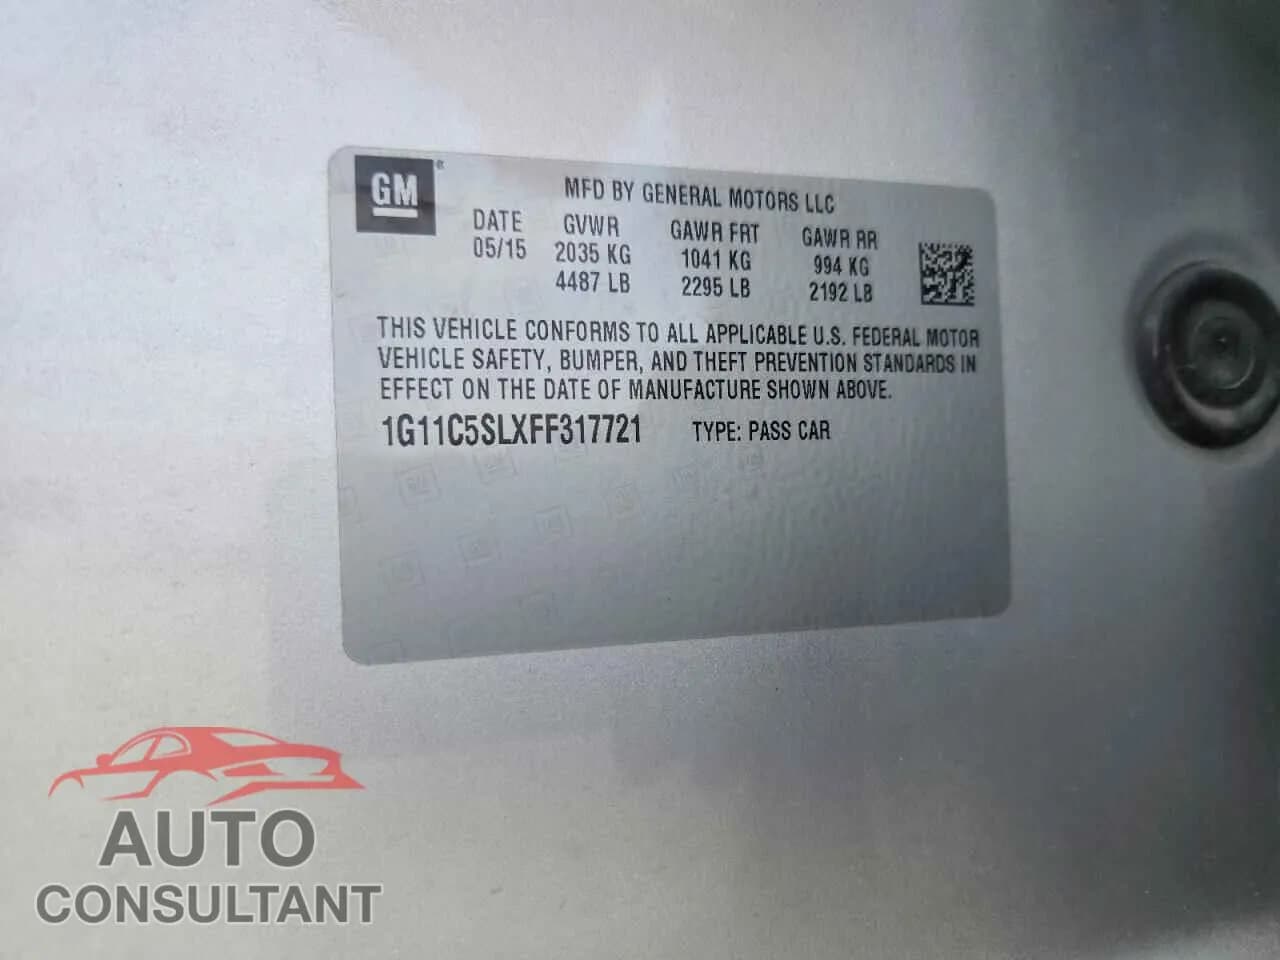 GM®
MFD BY GENERAL MOTORS LLC
DATE GVWR GAWR FRT GAWR RR
05/15 2035 KG 1041 KG 994 KG
4487 LB 2295 LB 2192 LB
THIS VEHICLE CONFORMS TO ALL APPLICABLE U.S. FEDERAL MOTOR
VEHICLE SAFETY, BUMPER, AND THEFT PREVENTION STANDARDS IN
EFFECT ON THE DATE OF MANUFACTURE SHOWN ABOVE.
1G11C5SLXFF317721 TYPE: PASS CAR
AUTO
CONSULTANT